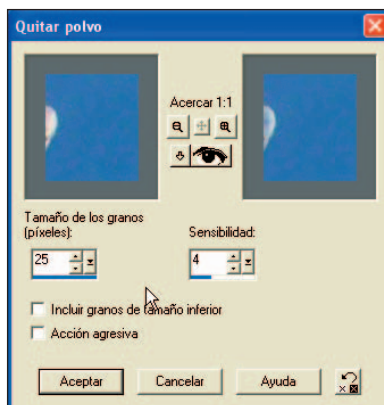 Quitar polvo
Acercar 1:1
Tamaño de los granos
(píxeles):
Sensibilidad:
25
4
Incluir granos de tamaño inferior
Acción agresiva
Aceptar
Cancelar
Ayuda